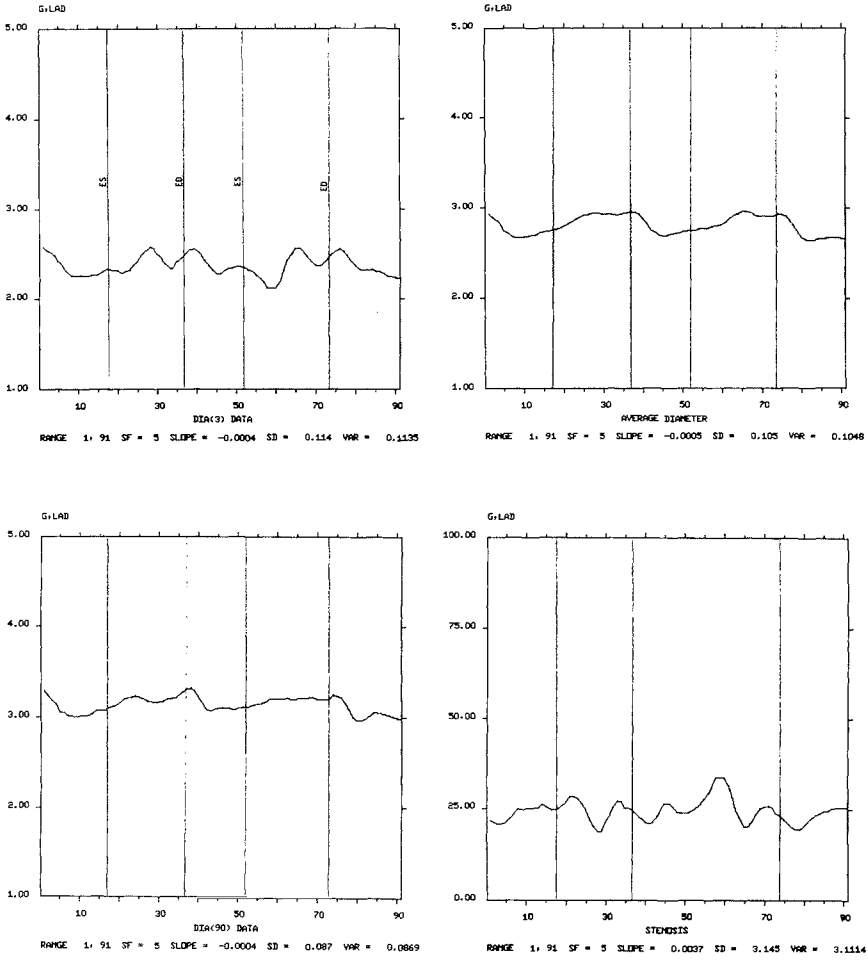 G,LAD
5.00
4.00
3.00
2.00
1.00
ES
ED
ES
ED
10 30 50 70 90
DIA(3) DATA
RANGE 1, 91 SF = 5 SLOPE = -0.0004 SD = 0.114 VAR = 0.1135
G,LAD
5.00
4.00
3.00
2.00
1.00
10 30 50 70 90
AVERAGE DIAMETER
RANGE 1, 91 SF = 5 SLOPE = -0.0005 SD = 0.105 VAR = 0.1048
G,LAD
5.00
4.00
3.00
2.00
1.00
10 30 50 70 90
DIA(90) DATA
RANGE 1, 91 SF = 5 SLOPE = -0.0004 SD = 0.087 VAR = 0.0869
G,LAD
100.00
75.00
50.00
25.00
0.00
10 30 50 70 90
STENOSIS
RANGE 1, 91 SF = 5 SLOPE = 0.0037 SD = 3.145 VAR = 3.1114